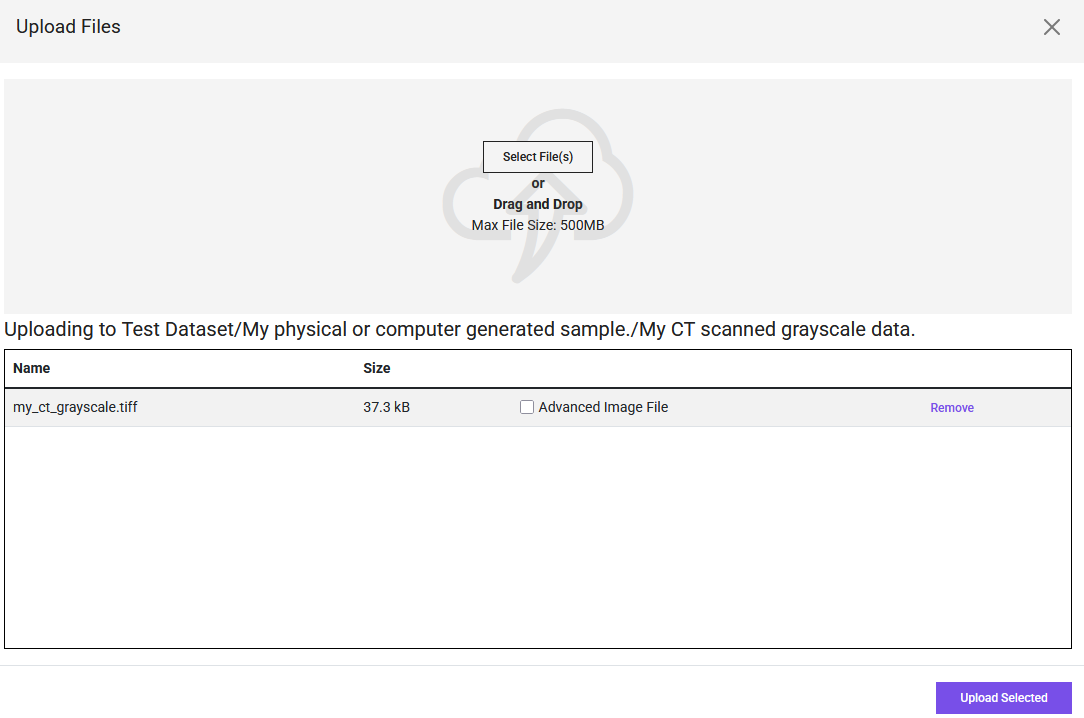 Upload Files
Select File(s)
or
Drag and Drop
Max File Size: 500MB
Uploading to Test Dataset/My physical or computer generated sample./My CT scanned grayscale data.
Name Size
my_ct_grayscale.tiff 37.3 kB Advanced Image File Remove
Upload Selected